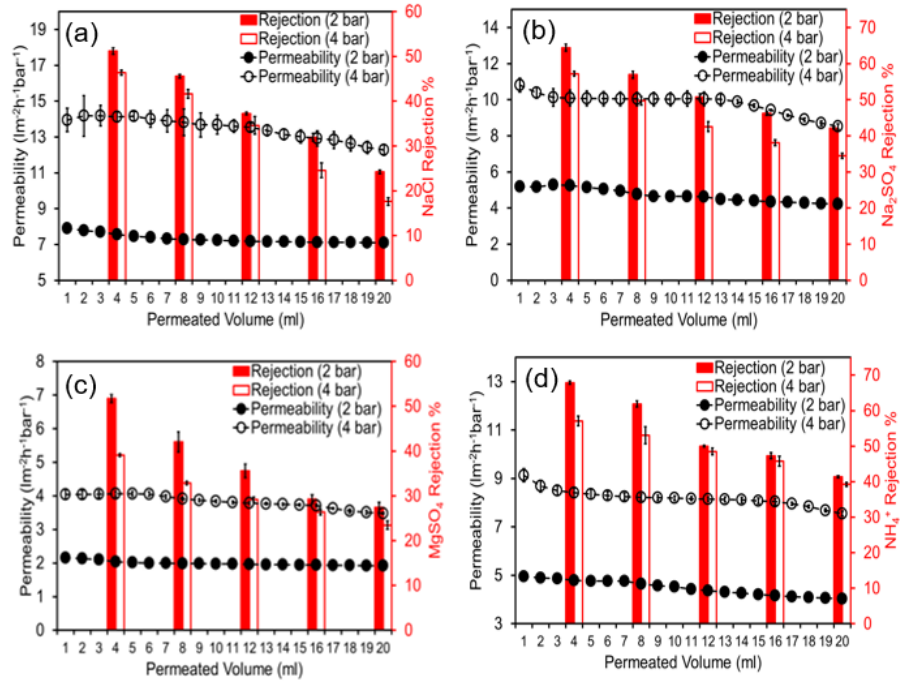 (a)
Rejection (2 bar)
Rejection (4 bar)
Permeability (2 bar)
Permeability (4 bar)
Permeability (lm⁻²h⁻¹bar⁻¹)
19
17
15
13
11
9
7
5
60
50
40
30
20
10
0
NaCl Rejection %
1 2 3 4 5 6 7 8 9 10 11 12 13 14 15 16 17 18 19 20
Permeated Volume (ml)
(b)
Rejection (2 bar)
Rejection (4 bar)
Permeability (2 bar)
Permeability (4 bar)
Permeability (lm⁻²h⁻¹bar⁻¹)
14
12
10
8
6
4
2
0
70
60
50
40
30
20
10
0
Na₂SO₄ Rejection %
1 2 3 4 5 6 7 8 9 10 11 12 13 14 15 16 17 18 19 20
Permeated Volume (ml)
(c)
Rejection (2 bar)
Rejection (4 bar)
Permeability (2 bar)
Permeability (4 bar)
Permeability (lm⁻²h⁻¹bar⁻¹)
8
7
6
5
4
3
2
1
0
60
50
40
30
20
10
0
MgSO₄ Rejection %
1 2 3 4 5 6 7 8 9 10 11 12 13 14 15 16 17 18 19 20
Permeated Volume (ml)
(d)
Rejection (2 bar)
Rejection (4 bar)
Permeability (2 bar)
Permeability (4 bar)
Permeability (lm⁻²h⁻¹bar⁻¹)
13
11
9
7
5
3
70
60
50
40
30
20
10
0
NH₄⁺ Rejection %
1 2 3 4 5 6 7 8 9 10 11 12 13 14 15 16 17 18 19 20
Permeated Volume (ml)